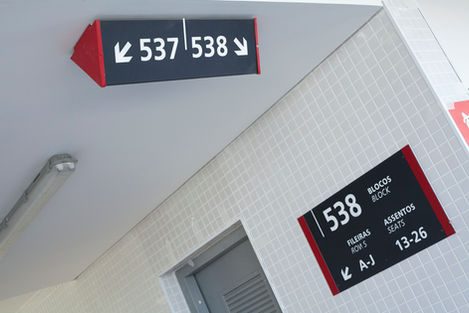 ↙ 537 538 ↘
538 BLOCOS
BLOCK
FILEIRAS ASSENTOS
ROWS SEATS
↙ A-J 13-26